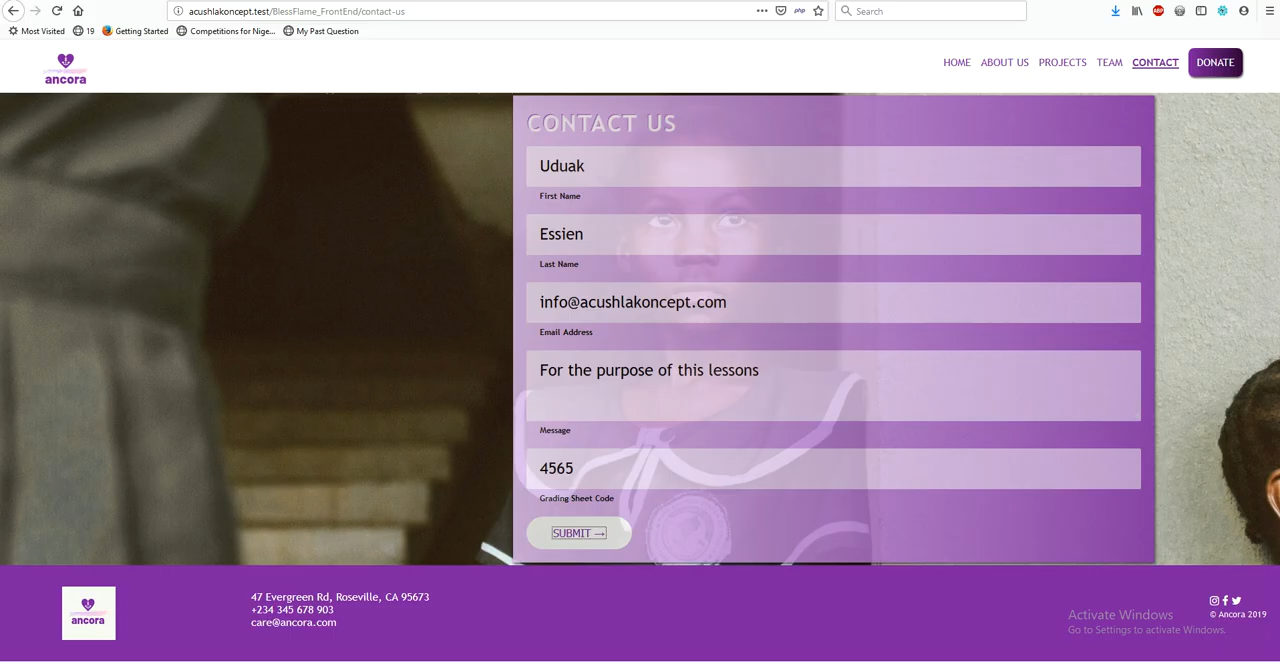 acushlakoncept.test/BlessFlame_FrontEnd/contact-us
php
Search
ABP
Most Visited
19
Getting Started
Competitions for Nige...
My Past Question
ancora
HOME
ABOUT US
PROJECTS
TEAM
CONTACT
DONATE
CONTACT US
Uduak
First Name
Essien
Last Name
info@acushlakoncept.com
Email Address
For the purpose of this lessons
Message
4565
Grading Sheet Code
SUBMIT →
ancora
47 Evergreen Rd, Roseville, CA 95673
+234 345 678 903
care@ancora.com
© Ancora 2019
Activate Windows
Go to Settings to activate Windows.